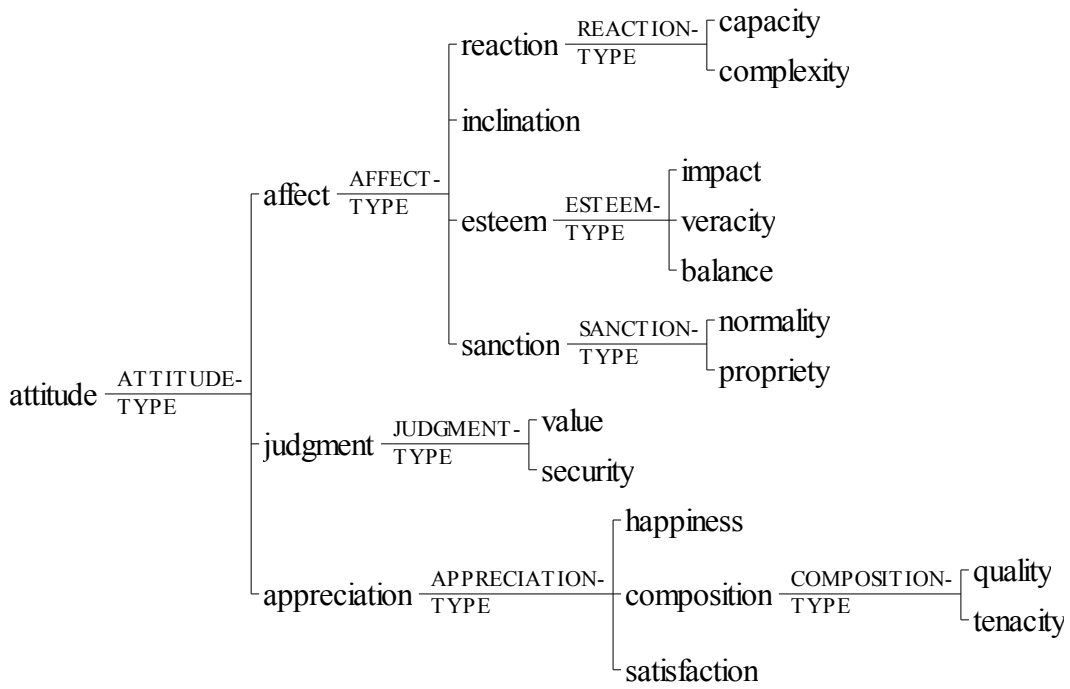 capacity
reaction REACTION-TYPE
complexity
inclination
impact
affect AFFECT-TYPE
esteem ESTEEM-TYPE
veracity
balance
normality
sanction SANCTION-TYPE
propriety
attitude ATTITUDE-TYPE
value
judgment JUDGMENT-TYPE
security
happiness
quality
appreciation APPRECIATION-TYPE composition COMPOSITION-TYPE
tenacity
satisfaction